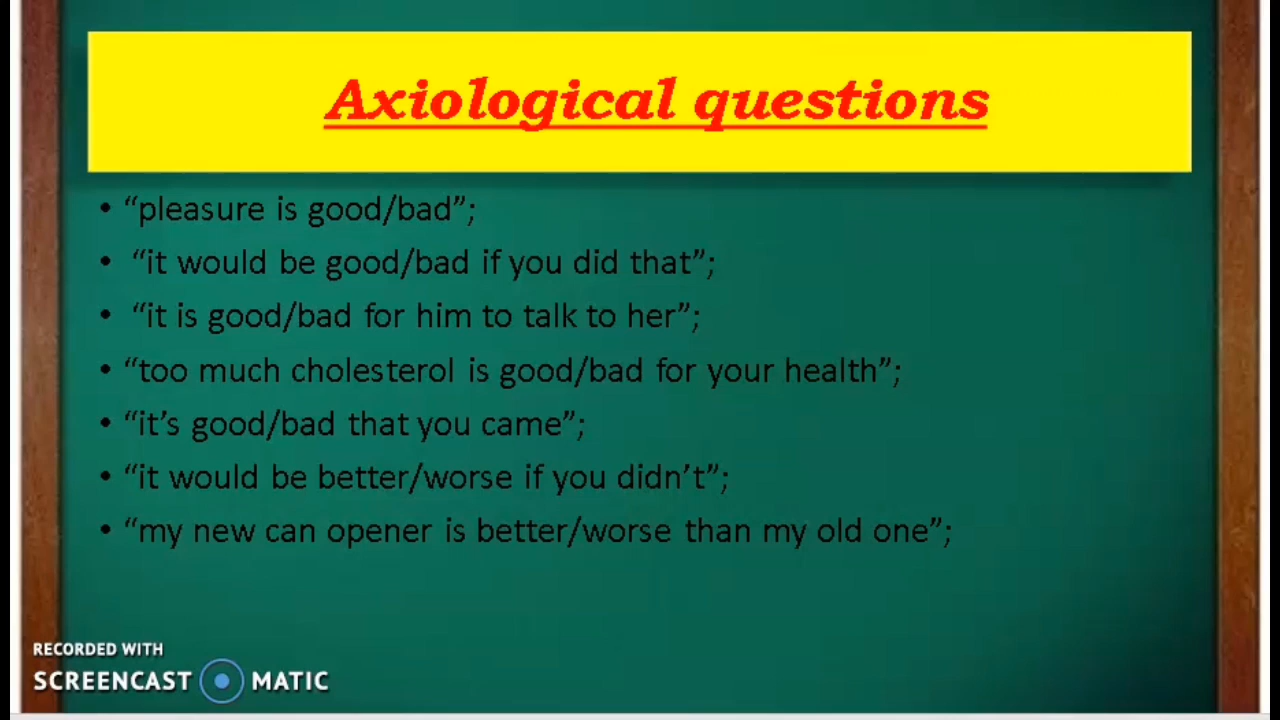 Axiological questions
• “pleasure is good/bad”;
• “it would be good/bad if you did that”;
• “it is good/bad for him to talk to her”;
• “too much cholesterol is good/bad for your health”;
• “it’s good/bad that you came”;
• “it would be better/worse if you didn’t”;
• “my new can opener is better/worse than my old one”;
RECORDED WITH
SCREENCAST MATIC